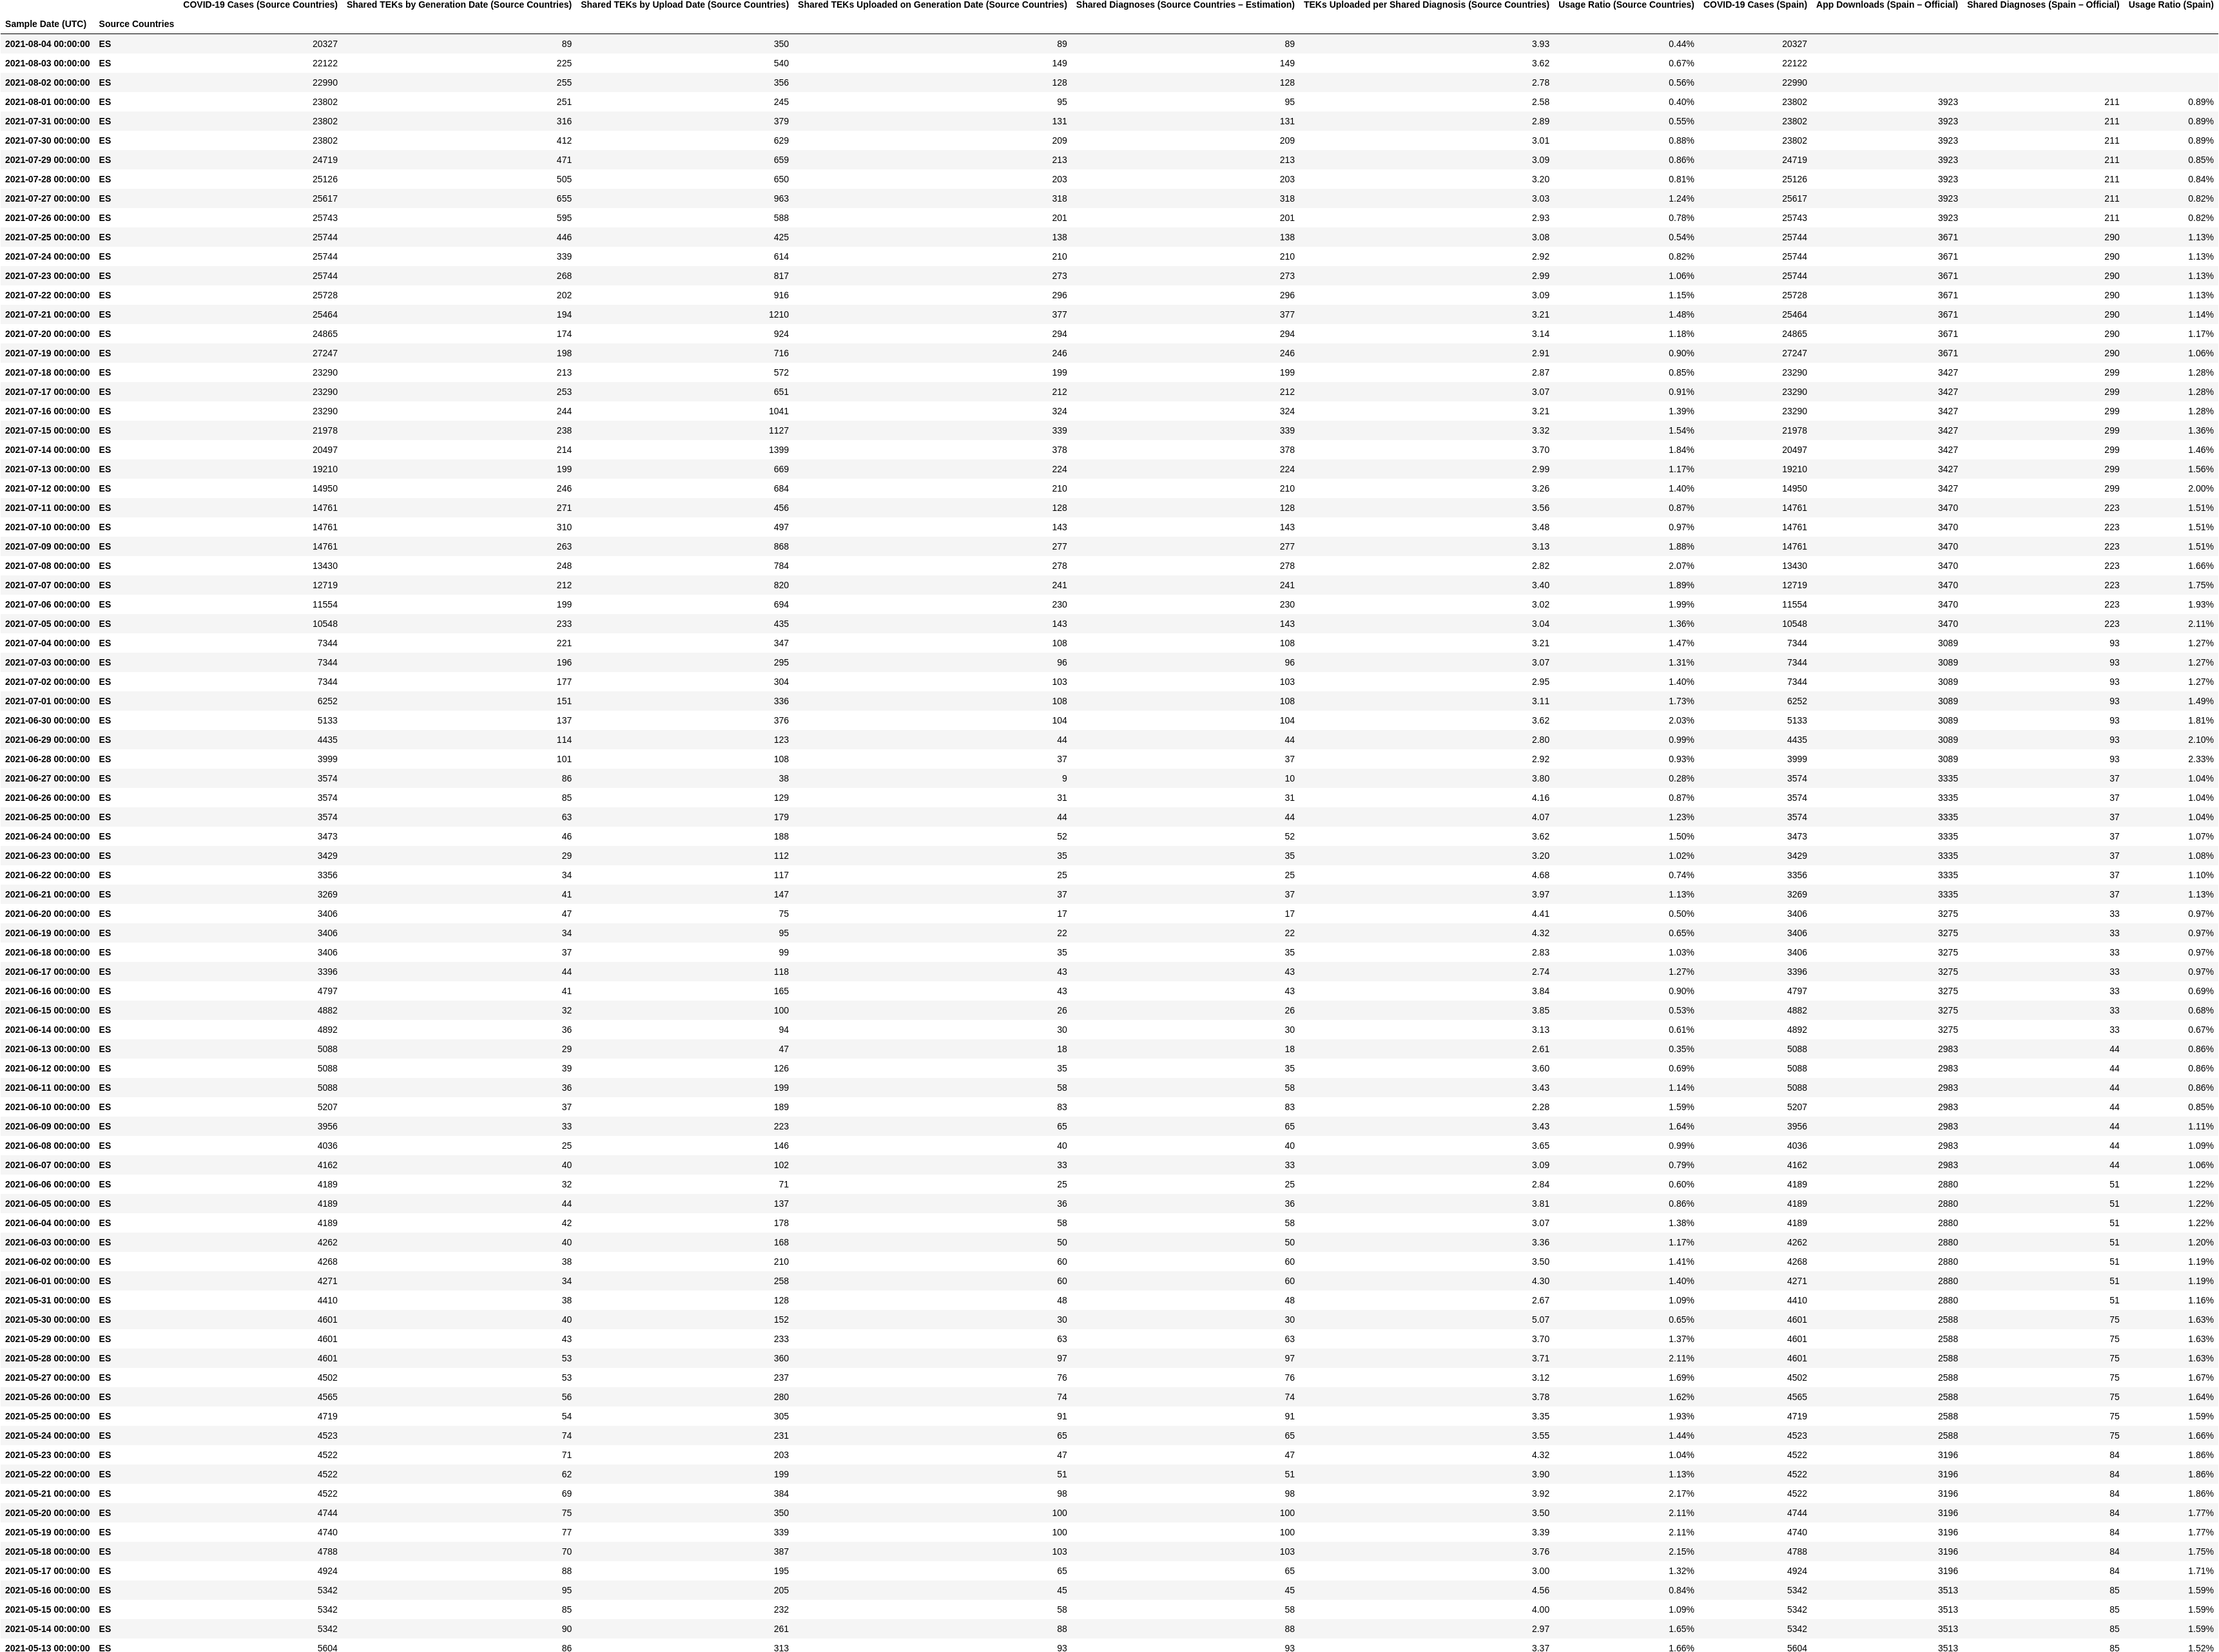 COVID-19 Cases (Source Countries) Shared TEKs by Generation Date (Source Countries) Shared TEKs by Upload Date (Source Countries) Shared TEKs Uploaded on Generation Date (Source Countries) Shared Diagnoses (Source Countries – Estimation) TEKs Uploaded per Shared Diagnosis (Source Countries) Usage Ratio (Source Countries) COVID-19 Cases (Spain) App Downloads (Spain – Official) Shared Diagnoses (Spain – Official) Usage Ratio (Spain)
Sample Date (UTC) Source Countries
2021-08-04 00:00:00 ES 20327 89 350 89 89 3.93 0.44% 20327
2021-08-03 00:00:00 ES 22122 225 540 149 149 3.62 0.67% 22122
2021-08-02 00:00:00 ES 22990 255 356 128 128 2.78 0.56% 22990
2021-08-01 00:00:00 ES 23802 251 245 95 95 2.58 0.40% 23802 3923 211 0.89%
2021-07-31 00:00:00 ES 23802 316 379 131 131 2.89 0.55% 23802 3923 211 0.89%
2021-07-30 00:00:00 ES 23802 412 629 209 209 3.01 0.88% 23802 3923 211 0.89%
2021-07-29 00:00:00 ES 24719 471 659 213 213 3.09 0.86% 24719 3923 211 0.85%
2021-07-28 00:00:00 ES 25126 505 650 203 203 3.20 0.81% 25126 3923 211 0.84%
2021-07-27 00:00:00 ES 25617 655 963 318 318 3.03 1.24% 25617 3923 211 0.82%
2021-07-26 00:00:00 ES 25743 595 588 201 201 2.93 0.78% 25743 3923 211 0.82%
2021-07-25 00:00:00 ES 25744 446 425 138 138 3.08 0.54% 25744 3671 290 1.13%
2021-07-24 00:00:00 ES 25744 339 614 210 210 2.92 0.82% 25744 3671 290 1.13%
2021-07-23 00:00:00 ES 25744 268 817 273 273 2.99 1.06% 25744 3671 290 1.13%
2021-07-22 00:00:00 ES 25728 202 916 296 296 3.09 1.15% 25728 3671 290 1.13%
2021-07-21 00:00:00 ES 25464 194 1210 377 377 3.21 1.48% 25464 3671 290 1.14%
2021-07-20 00:00:00 ES 24865 174 924 294 294 3.14 1.18% 24865 3671 290 1.17%
2021-07-19 00:00:00 ES 27247 198 716 246 246 2.91 0.90% 27247 3671 290 1.06%
2021-07-18 00:00:00 ES 23290 213 572 199 199 2.87 0.85% 23290 3427 299 1.28%
2021-07-17 00:00:00 ES 23290 253 651 212 212 3.07 0.91% 23290 3427 299 1.28%
2021-07-16 00:00:00 ES 23290 244 1041 324 324 3.21 1.39% 23290 3427 299 1.28%
2021-07-15 00:00:00 ES 21978 238 1127 339 339 3.32 1.54% 21978 3427 299 1.36%
2021-07-14 00:00:00 ES 20497 214 1399 378 378 3.70 1.84% 20497 3427 299 1.46%
2021-07-13 00:00:00 ES 19210 199 669 224 224 2.99 1.17% 19210 3427 299 1.56%
2021-07-12 00:00:00 ES 14950 246 684 210 210 3.26 1.40% 14950 3427 299 2.00%
2021-07-11 00:00:00 ES 14761 271 456 128 128 3.56 0.87% 14761 3470 223 1.51%
2021-07-10 00:00:00 ES 14761 310 497 143 143 3.48 0.97% 14761 3470 223 1.51%
2021-07-09 00:00:00 ES 14761 263 868 277 277 3.13 1.88% 14761 3470 223 1.51%
2021-07-08 00:00:00 ES 13430 248 784 278 278 2.82 2.07% 13430 3470 223 1.66%
2021-07-07 00:00:00 ES 12719 212 820 241 241 3.40 1.89% 12719 3470 223 1.75%
2021-07-06 00:00:00 ES 11554 199 694 230 230 3.02 1.99% 11554 3470 223 1.93%
2021-07-05 00:00:00 ES 10548 233 435 143 143 3.04 1.36% 10548 3470 223 2.11%
2021-07-04 00:00:00 ES 7344 221 347 108 108 3.21 1.47% 7344 3089 93 1.27%
2021-07-03 00:00:00 ES 7344 196 295 96 96 3.07 1.31% 7344 3089 93 1.27%
2021-07-02 00:00:00 ES 7344 177 304 103 103 2.95 1.40% 7344 3089 93 1.27%
2021-07-01 00:00:00 ES 6252 151 336 108 108 3.11 1.73% 6252 3089 93 1.49%
2021-06-30 00:00:00 ES 5133 137 376 104 104 3.62 2.03% 5133 3089 93 1.81%
2021-06-29 00:00:00 ES 4435 114 123 44 44 2.80 0.99% 4435 3089 93 2.10%
2021-06-28 00:00:00 ES 3999 101 108 37 37 2.92 0.93% 3999 3089 93 2.33%
2021-06-27 00:00:00 ES 3574 86 38 9 10 3.80 0.28% 3574 3335 37 1.04%
2021-06-26 00:00:00 ES 3574 85 129 31 31 4.16 0.87% 3574 3335 37 1.04%
2021-06-25 00:00:00 ES 3574 63 179 44 44 4.07 1.23% 3574 3335 37 1.04%
2021-06-24 00:00:00 ES 3473 46 188 52 52 3.62 1.50% 3473 3335 37 1.07%
2021-06-23 00:00:00 ES 3429 29 112 35 35 3.20 1.02% 3429 3335 37 1.08%
2021-06-22 00:00:00 ES 3356 34 117 25 25 4.68 0.74% 3356 3335 37 1.10%
2021-06-21 00:00:00 ES 3269 41 147 37 37 3.97 1.13% 3269 3335 37 1.13%
2021-06-20 00:00:00 ES 3406 47 75 17 17 4.41 0.50% 3406 3275 33 0.97%
2021-06-19 00:00:00 ES 3406 34 95 22 22 4.32 0.65% 3406 3275 33 0.97%
2021-06-18 00:00:00 ES 3406 37 99 35 35 2.83 1.03% 3406 3275 33 0.97%
2021-06-17 00:00:00 ES 3396 44 118 43 43 2.74 1.27% 3396 3275 33 0.97%
2021-06-16 00:00:00 ES 4797 41 165 43 43 3.84 0.90% 4797 3275 33 0.69%
2021-06-15 00:00:00 ES 4882 32 100 26 26 3.85 0.53% 4882 3275 33 0.68%
2021-06-14 00:00:00 ES 4892 36 94 30 30 3.13 0.61% 4892 3275 33 0.67%
2021-06-13 00:00:00 ES 5088 29 47 18 18 2.61 0.35% 5088 2983 44 0.86%
2021-06-12 00:00:00 ES 5088 39 126 35 35 3.60 0.69% 5088 2983 44 0.86%
2021-06-11 00:00:00 ES 5088 36 199 58 58 3.43 1.14% 5088 2983 44 0.86%
2021-06-10 00:00:00 ES 5207 37 189 83 83 2.28 1.59% 5207 2983 44 0.85%
2021-06-09 00:00:00 ES 3956 33 223 65 65 3.43 1.64% 3956 2983 44 1.11%
2021-06-08 00:00:00 ES 4036 25 146 40 40 3.65 0.99% 4036 2983 44 1.09%
2021-06-07 00:00:00 ES 4162 40 102 33 33 3.09 0.79% 4162 2983 44 1.06%
2021-06-06 00:00:00 ES 4189 32 71 25 25 2.84 0.60% 4189 2880 51 1.22%
2021-06-05 00:00:00 ES 4189 44 137 36 36 3.81 0.86% 4189 2880 51 1.22%
2021-06-04 00:00:00 ES 4189 42 178 58 58 3.07 1.38% 4189 2880 51 1.22%
2021-06-03 00:00:00 ES 4262 40 168 50 50 3.36 1.17% 4262 2880 51 1.20%
2021-06-02 00:00:00 ES 4268 38 210 60 60 3.50 1.41% 4268 2880 51 1.19%
2021-06-01 00:00:00 ES 4271 34 258 60 60 4.30 1.40% 4271 2880 51 1.19%
2021-05-31 00:00:00 ES 4410 38 128 48 48 2.67 1.09% 4410 2880 51 1.16%
2021-05-30 00:00:00 ES 4601 40 152 30 30 5.07 0.65% 4601 2588 75 1.63%
2021-05-29 00:00:00 ES 4601 43 233 63 63 3.70 1.37% 4601 2588 75 1.63%
2021-05-28 00:00:00 ES 4601 53 360 97 97 3.71 2.11% 4601 2588 75 1.63%
2021-05-27 00:00:00 ES 4502 53 237 76 76 3.12 1.69% 4502 2588 75 1.67%
2021-05-26 00:00:00 ES 4565 56 280 74 74 3.78 1.62% 4565 2588 75 1.64%
2021-05-25 00:00:00 ES 4719 54 305 91 91 3.35 1.93% 4719 2588 75 1.59%
2021-05-24 00:00:00 ES 4523 74 231 65 65 3.55 1.44% 4523 2588 75 1.66%
2021-05-23 00:00:00 ES 4522 71 203 47 47 4.32 1.04% 4522 3196 84 1.86%
2021-05-22 00:00:00 ES 4522 62 199 51 51 3.90 1.13% 4522 3196 84 1.86%
2021-05-21 00:00:00 ES 4522 69 384 98 98 3.92 2.17% 4522 3196 84 1.86%
2021-05-20 00:00:00 ES 4744 75 350 100 100 3.50 2.11% 4744 3196 84 1.77%
2021-05-19 00:00:00 ES 4740 77 339 100 100 3.39 2.11% 4740 3196 84 1.77%
2021-05-18 00:00:00 ES 4788 70 387 103 103 3.76 2.15% 4788 3196 84 1.75%
2021-05-17 00:00:00 ES 4924 88 195 65 65 3.00 1.32% 4924 3196 84 1.71%
2021-05-16 00:00:00 ES 5342 95 205 45 45 4.56 0.84% 5342 3513 85 1.59%
2021-05-15 00:00:00 ES 5342 85 232 58 58 4.00 1.09% 5342 3513 85 1.59%
2021-05-14 00:00:00 ES 5342 90 261 88 88 2.97 1.65% 5342 3513 85 1.59%
2021-05-13 00:00:00 ES 5604 86 313 93 93 3.37 1.66% 5604 3513 85 1.52%